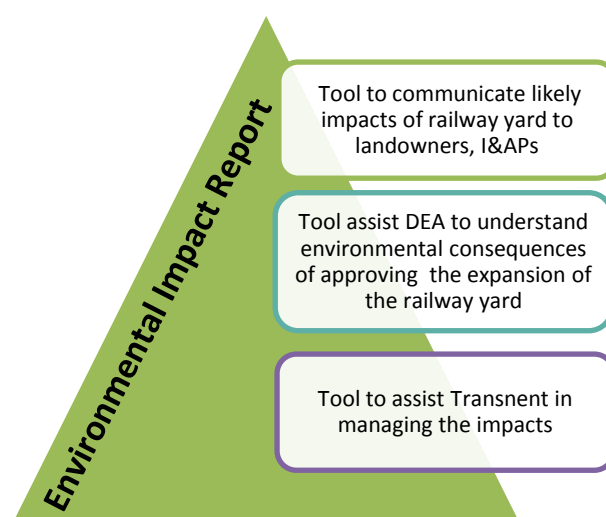 Environmental Impact Report
Tool to communicate likely
impacts of railway yard to
landowners, I&APs
Tool assist DEA to understand
environmental consequences
of approving the expansion of
the railway yard
Tool to assist Transnent in
managing the impacts